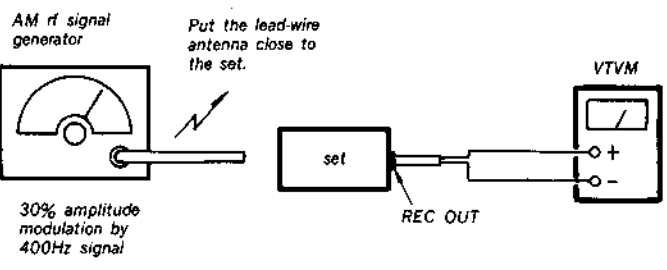 AM rf signal
generator
Put the lead-wire
antenna close to
the set.
VTVM
set
+
−
REC OUT
30% amplitude
modulation by
400Hz signal